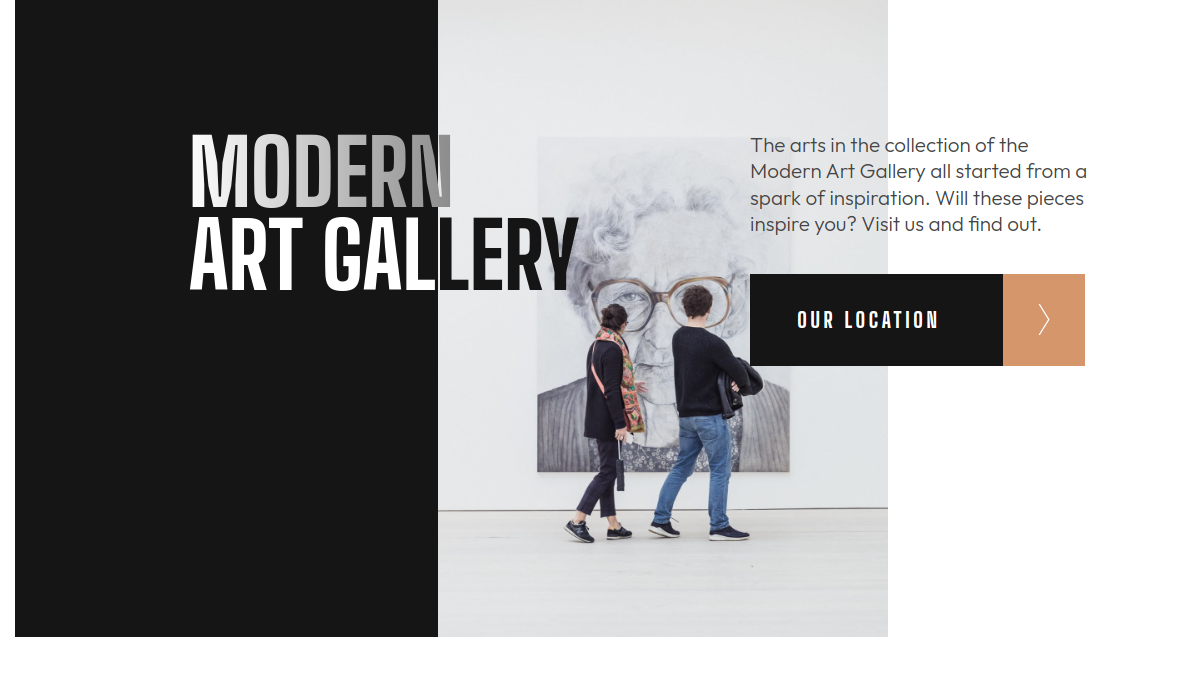 MODERN
ART GALLERY
The arts in the collection of the
Modern Art Gallery all started from a
spark of inspiration. Will these pieces
inspire you? Visit us and find out.
OUR LOCATION